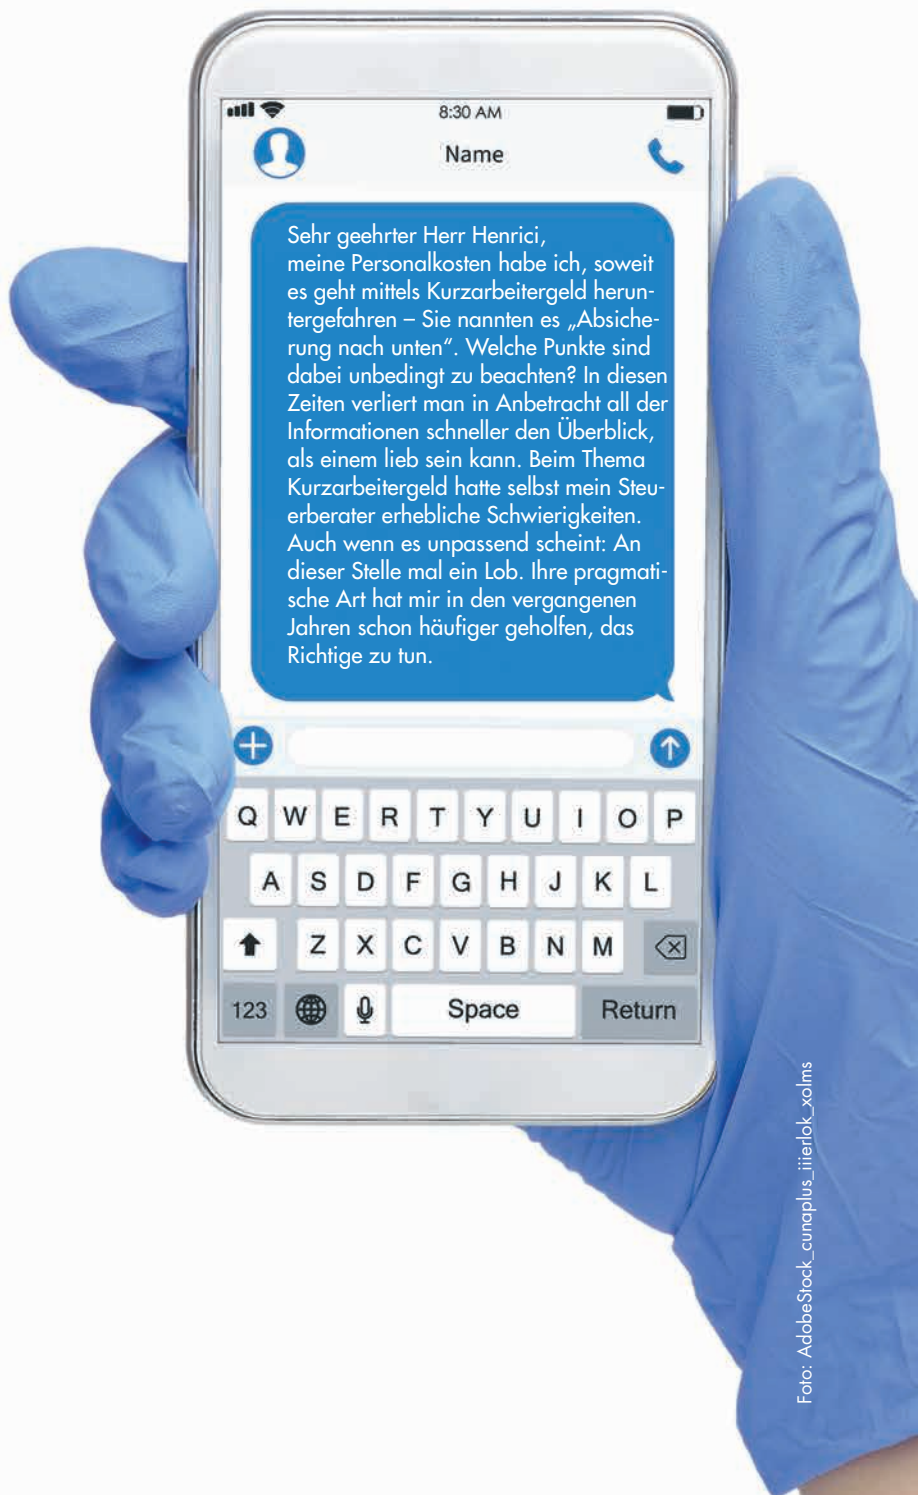 8:30 AM
Name
Sehr geehrter Herr Henrici,
meine Personalkosten habe ich, soweit
es geht mittels Kurzarbeitergeld herun-
tergefahren – Sie nannten es „Absiche-
rung nach unten“. Welche Punkte sind
dabei unbedingt zu beachten? In diesen
Zeiten verliert man in Anbetracht all der
Informationen schneller den Überblick,
als einem lieb sein kann. Beim Thema
Kurzarbeitergeld hatte selbst mein Steu-
erberater erhebliche Schwierigkeiten.
Auch wenn es unpassend scheint: An
dieser Stelle mal ein Lob. Ihre pragmati-
sche Art hat mir in den vergangenen
Jahren schon häufiger geholfen, das
Richtige zu tun.
Q W E R T Y U I O P
A S D F G H J K L
Z X C V B N M
123 Space Return
Foto: AdobeStock_cunaplus_iiierlok_xolms